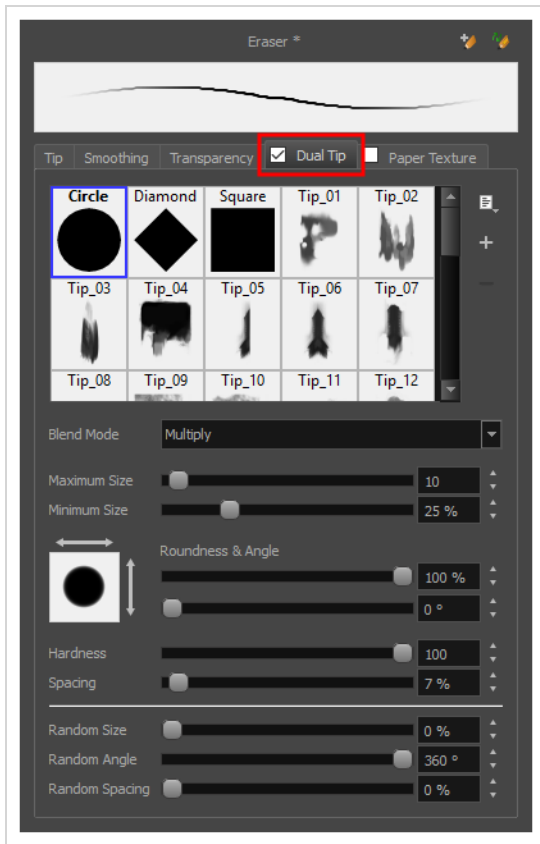 Eraser *
Tip Smoothing Transparency Dual Tip Paper Texture
Circle Diamond Square Tip_01 Tip_02
Tip_03 Tip_04 Tip_05 Tip_06 Tip_07
Tip_08 Tip_09 Tip_10 Tip_11 Tip_12
Blend Mode Multiply
Maximum Size 10
Minimum Size 25 %
Roundness & Angle
100 %
0 °
Hardness 100
Spacing 7 %
Random Size 0 %
Random Angle 360 °
Random Spacing 0 %